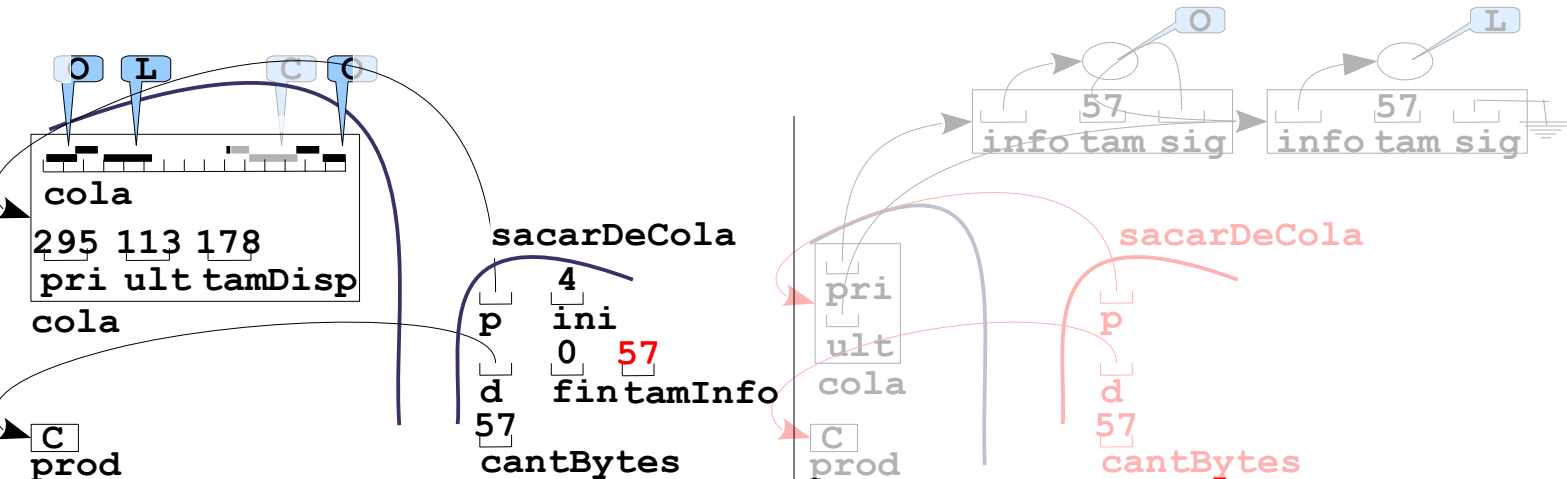 O L C O
cola
295 113 178
pri ult tamDisp
cola
sacarDeCola
4
p ini
0 57
d fin tamInfo
57
cantBytes
C
prod
O L
57 57
info tam sig info tam sig
pri
ult
cola
sacarDeCola
p
d
57
cantBytes
C
prod